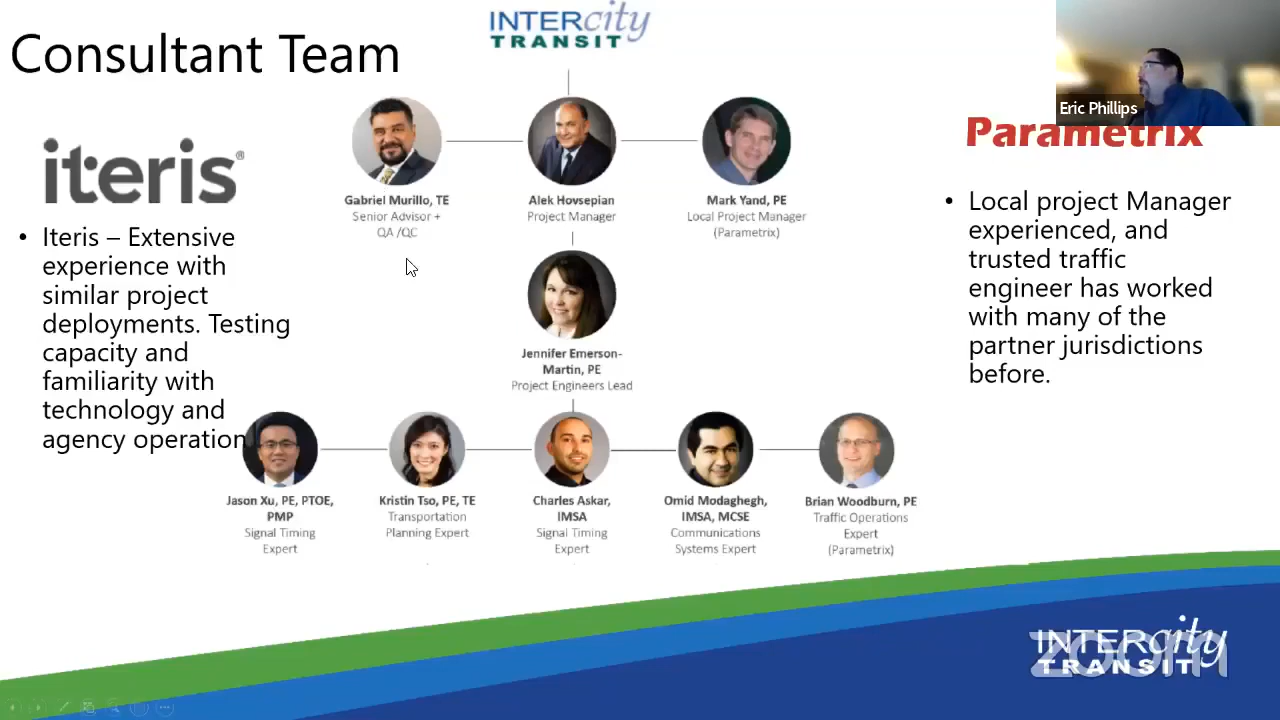 Consultant Team
INTERcity
TRANSIT
Eric Phillips
iteris®
Parametrix
Gabriel Murillo, TE
Senior Advisor +
QA /QC
Alek Hovsepian
Project Manager
Mark Yand, PE
Local Project Manager
(Parametrix)
• Iteris – Extensive
experience with
similar project
deployments. Testing
capacity and
familiarity with
technology and
agency operation
• Local project Manager
experienced, and
trusted traffic
engineer has worked
with many of the
partner jurisdictions
before.
Jennifer Emerson-
Martin, PE
Project Engineers Lead
Jason Xu, PE, PTOE,
PMP
Signal Timing
Expert
Kristin Tso, PE, TE
Transportation
Planning Expert
Charles Askar,
IMSA
Signal Timing
Expert
Omid Modaghegh,
IMSA, MCSE
Communications
Systems Expert
Brian Woodburn, PE
Traffic Operations
Expert
(Parametrix)
INTERcity
TRANSIT
zoom